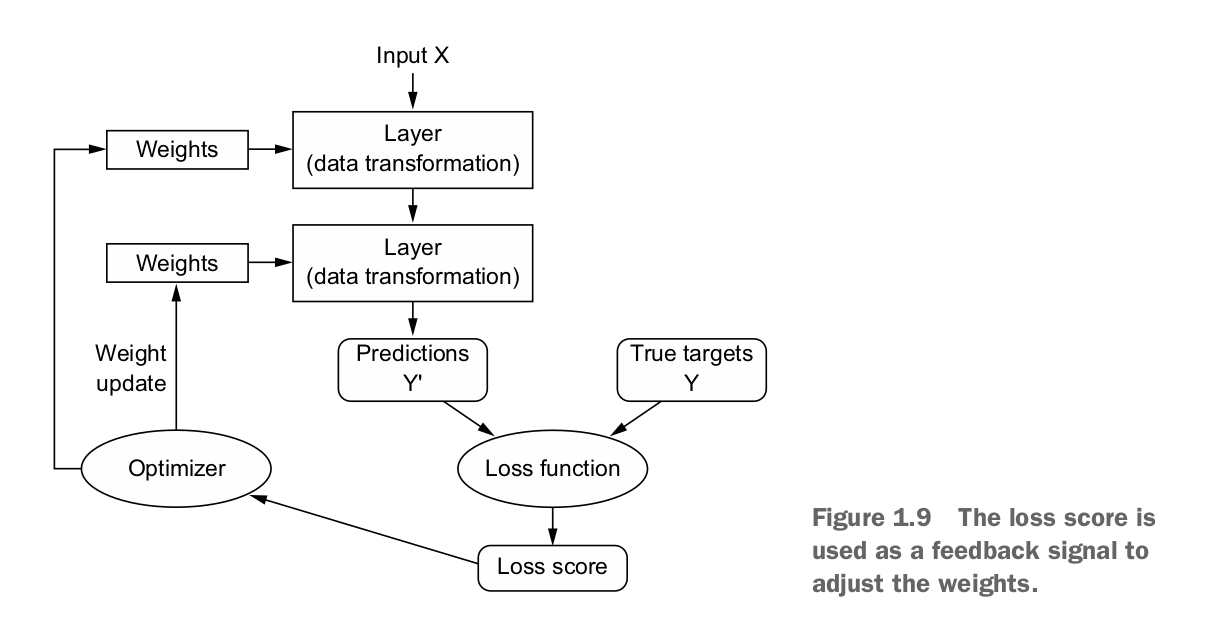 Input X
Layer
(data transformation)
Weights
Layer
(data transformation)
Weights
Weight
update
Predictions
Y'
True targets
Y
Optimizer
Loss function
Loss score
Figure 1.9 The loss score is
used as a feedback signal to
adjust the weights.